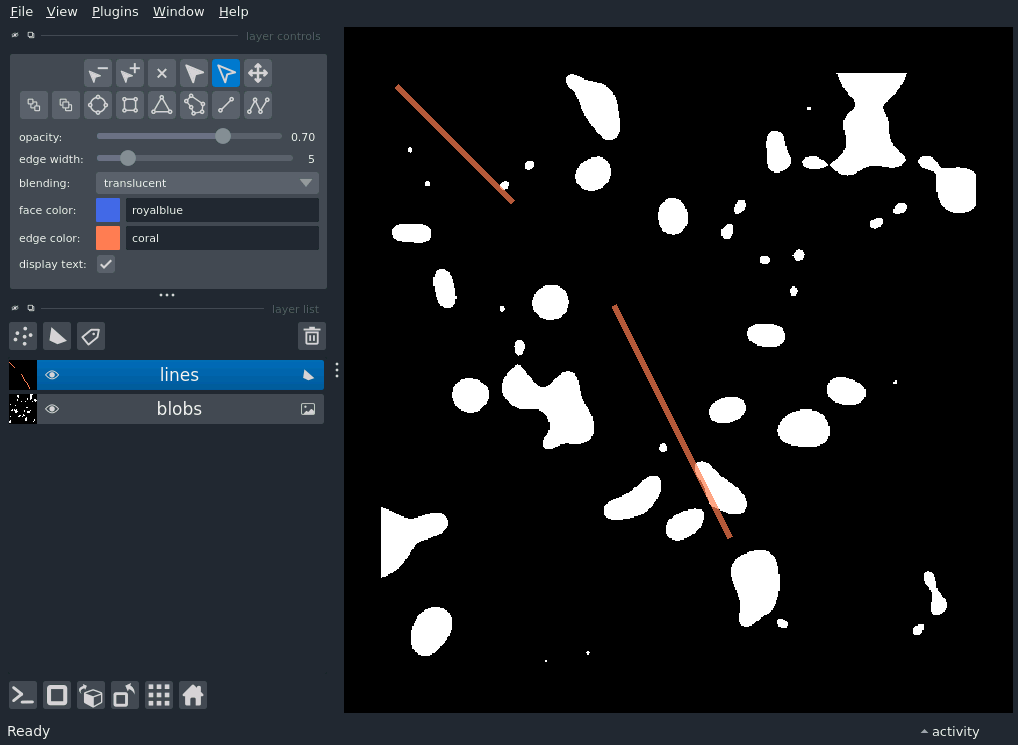 File View Plugins Window Help
layer controls
opacity: 0.70
edge width: 5
blending: translucent
face color: royalblue
edge color: coral
display text:
layer list
lines
blobs
Ready
activity